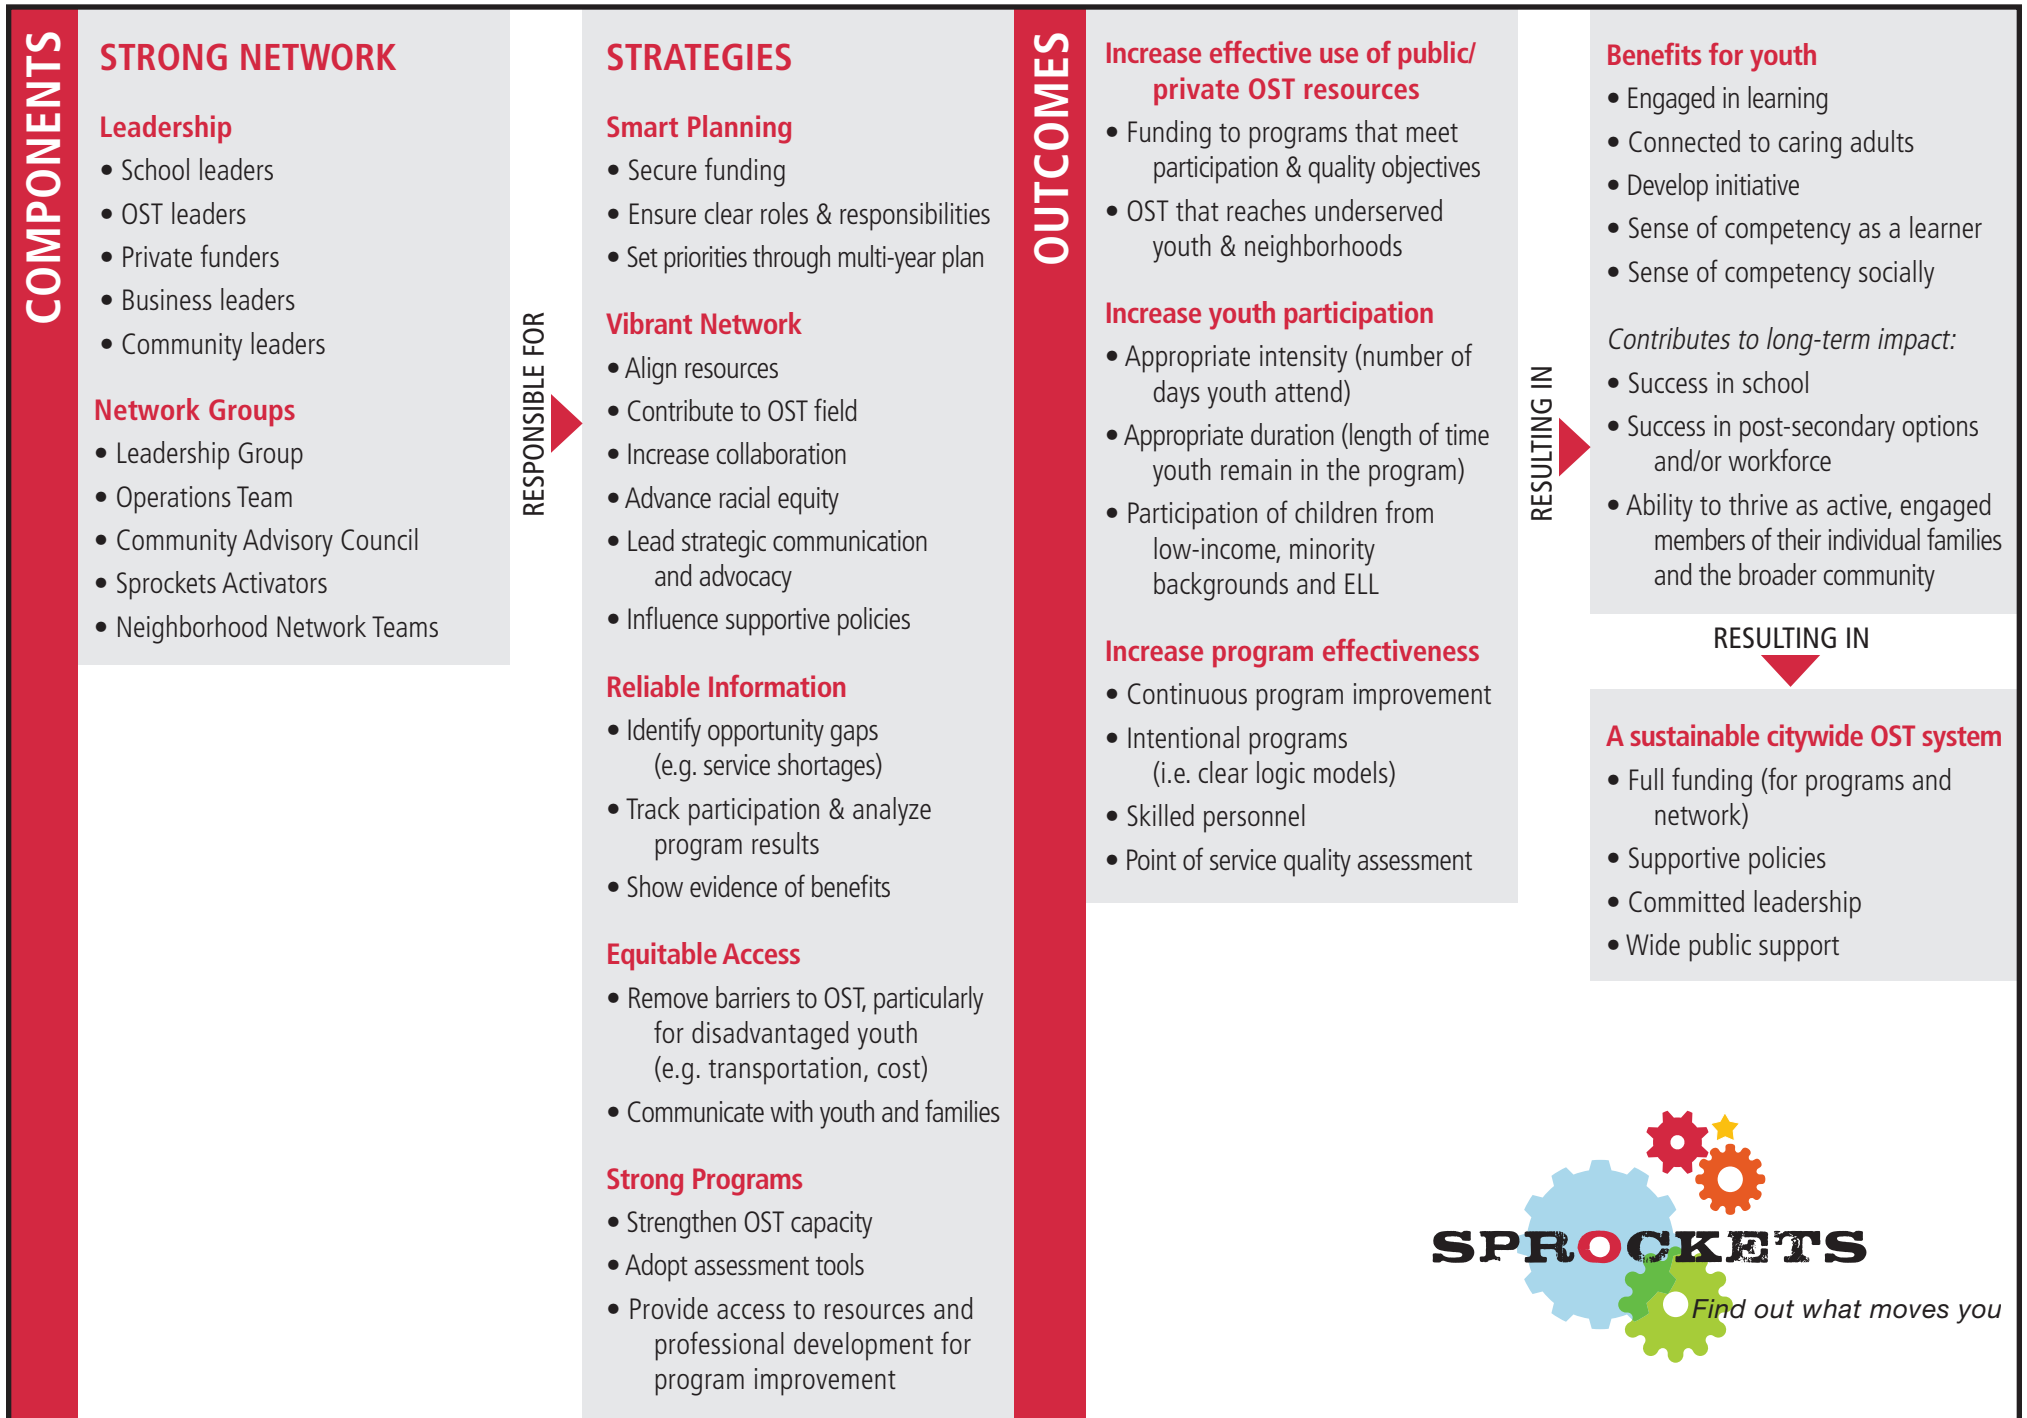 COMPONENTS
STRONG NETWORK
Leadership
• School leaders
• OST leaders
• Private funders
• Business leaders
• Community leaders
Network Groups
• Leadership Group
• Operations Team
• Community Advisory Council
• Sprockets Activators
• Neighborhood Network Teams
RESPONSIBLE FOR
STRATEGIES
Smart Planning
• Secure funding
• Ensure clear roles & responsibilities
• Set priorities through multi-year plan
Vibrant Network
• Align resources
• Contribute to OST field
• Increase collaboration
• Advance racial equity
• Lead strategic communication
and advocacy
• Influence supportive policies
Reliable Information
• Identify opportunity gaps
(e.g. service shortages)
• Track participation & analyze
program results
• Show evidence of benefits
Equitable Access
• Remove barriers to OST, particularly
for disadvantaged youth
(e.g. transportation, cost)
• Communicate with youth and families
Strong Programs
• Strengthen OST capacity
• Adopt assessment tools
• Provide access to resources and
professional development for
program improvement
OUTCOMES
Increase effective use of public/
private OST resources
• Funding to programs that meet
participation & quality objectives
• OST that reaches underserved
youth & neighborhoods
Increase youth participation
• Appropriate intensity (number of
days youth attend)
• Appropriate duration (length of time
youth remain in the program)
• Participation of children from
low-income, minority
backgrounds and ELL
Increase program effectiveness
• Continuous program improvement
• Intentional programs
(i.e. clear logic models)
• Skilled personnel
• Point of service quality assessment
RESULTING IN
Benefits for youth
• Engaged in learning
• Connected to caring adults
• Develop initiative
• Sense of competency as a learner
• Sense of competency socially
Contributes to long-term impact:
• Success in school
• Success in post-secondary options
and/or workforce
• Ability to thrive as active, engaged
members of their individual families
and the broader community
RESULTING IN
A sustainable citywide OST system
• Full funding (for programs and
network)
• Supportive policies
• Committed leadership
• Wide public support
SPROCKETS
Find out what moves you